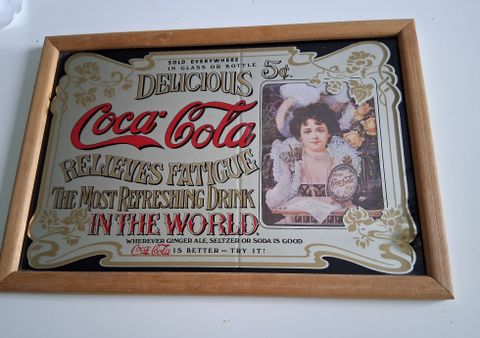 SOLD EVERYWHERE
IN GLASS OR BOTTLE
DELICIOUS 5¢.
Coca-Cola
RELIEVES FATIGUE
THE MOST REFRESHING DRINK
IN THE WORLD.
WHEREVER GINGER ALE, SELTZER OR SODA IS GOOD
Coca-Cola IS BETTER – TRY IT!